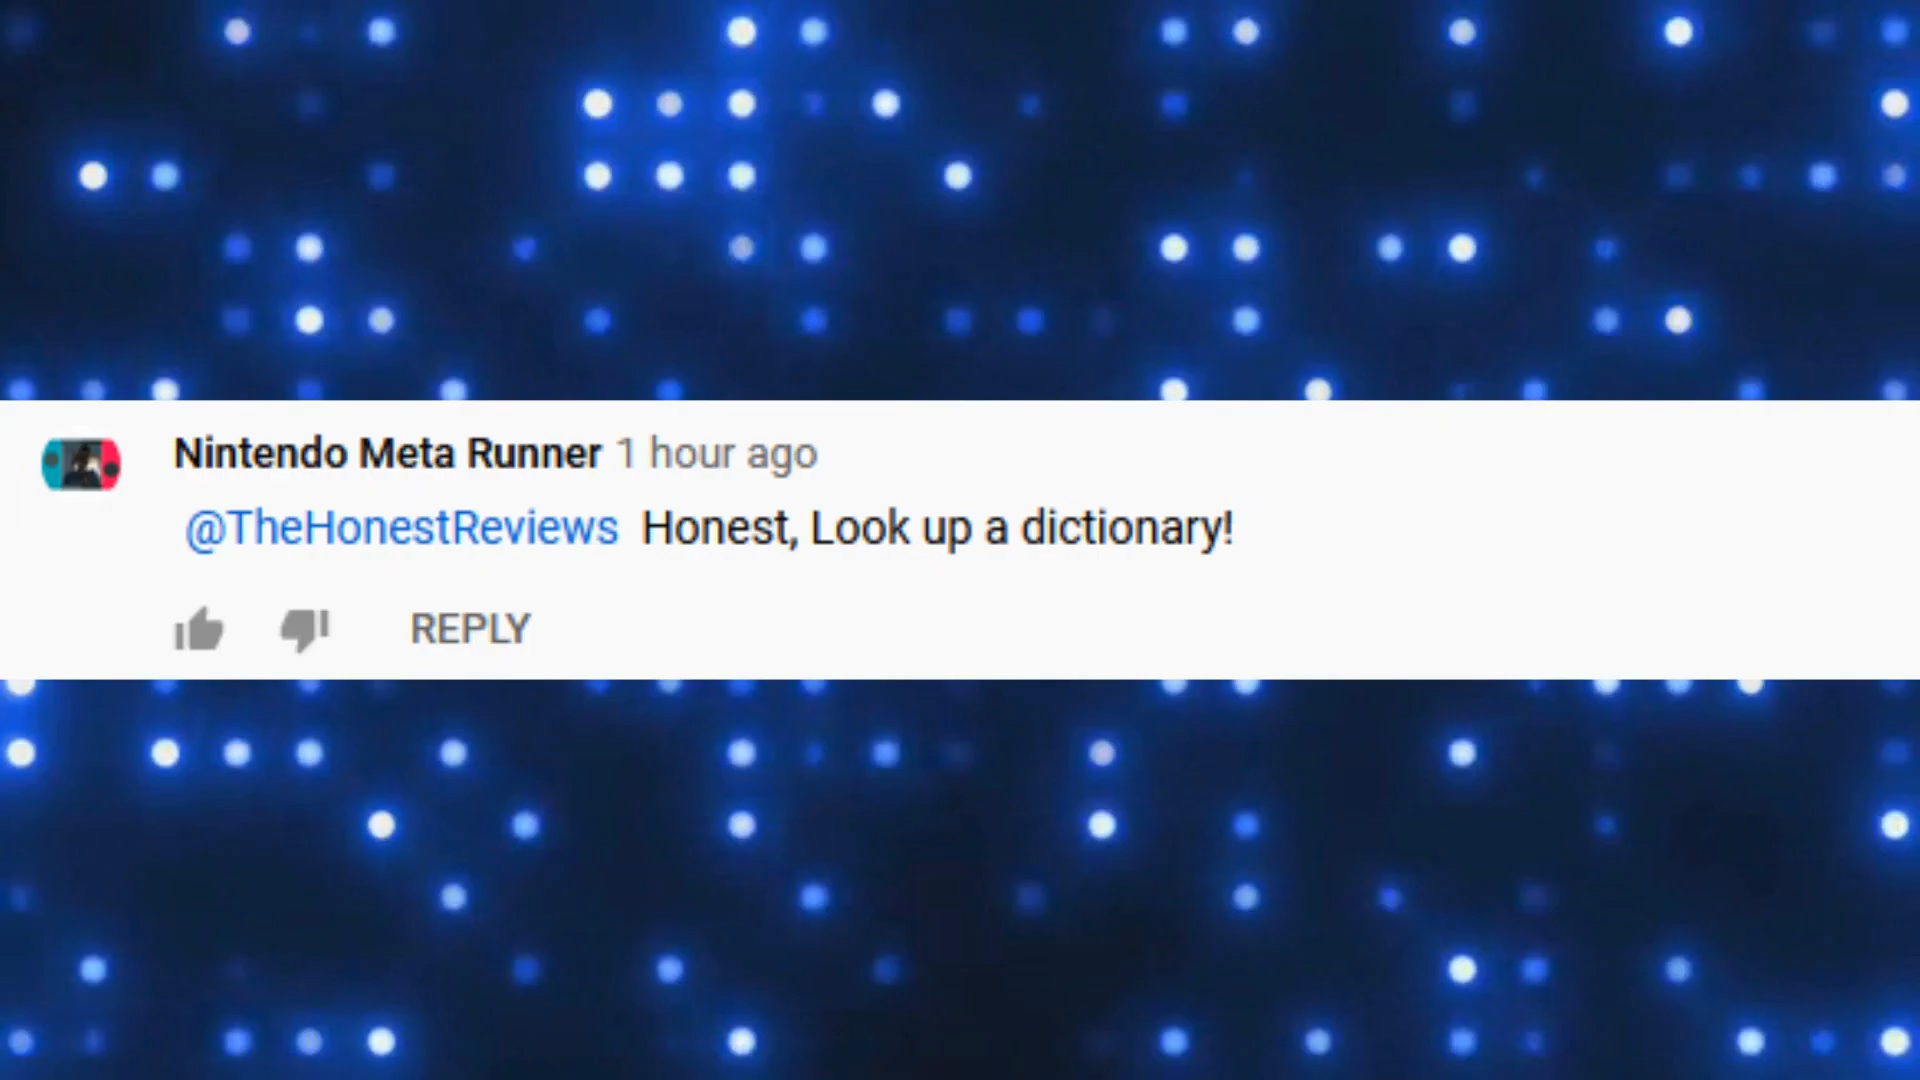 Nintendo Meta Runner 1 hour ago
@TheHonestReviews Honest, Look up a dictionary!
REPLY